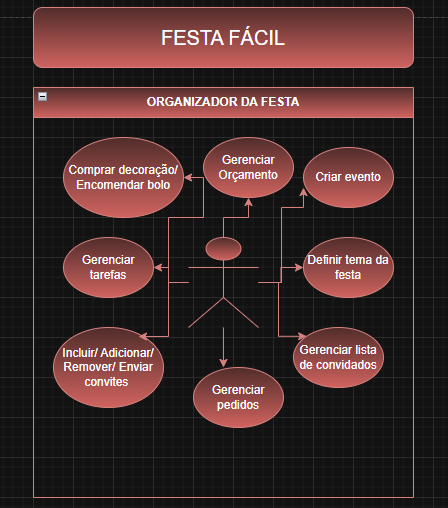 FESTA FÁCIL
ORGANIZADOR DA FESTA
Comprar decoração/
Encomendar bolo
Gerenciar
Orçamento
Criar evento
Gerenciar
tarefas
Definir tema da
festa
Incluir/ Adicionar/
Remover/ Enviar
convites
Gerenciar lista
de convidados
Gerenciar
pedidos